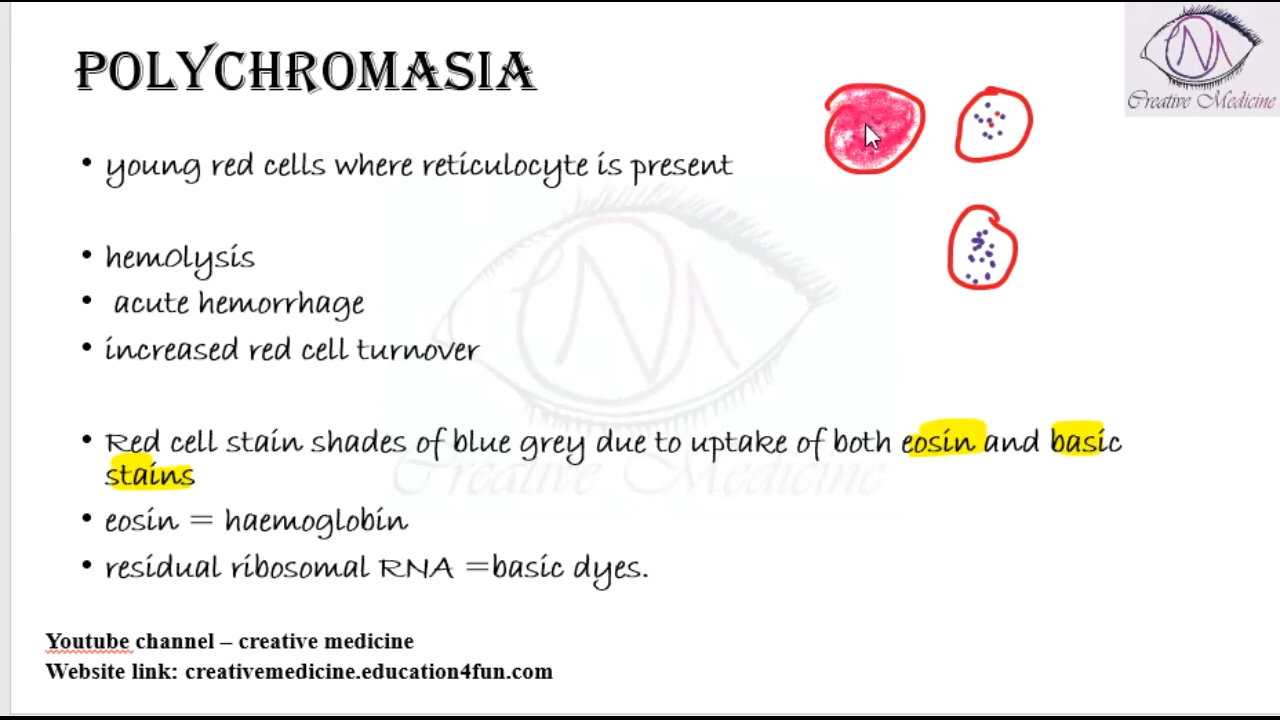 POLYCHROMASIA
Creative Medicine
• young red cells where reticulocyte is present
• hemolysis
• acute hemorrhage
• increased red cell turnover
• Red cell stain shades of blue grey due to uptake of both eosin and basic
stains
Creative Medicine
• eosin = haemoglobin
• residual ribosomal RNA =basic dyes.
Youtube channel – creative medicine
Website link: creativemedicine.education4fun.com